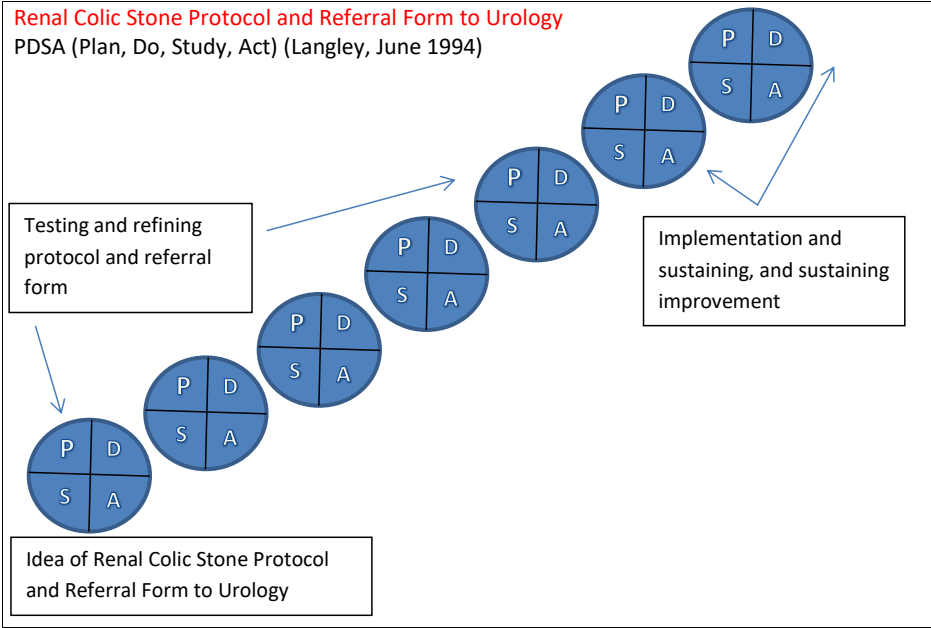 Renal Colic Stone Protocol and Referral Form to Urology
PDSA (Plan, Do, Study, Act) (Langley, June 1994)
P D
S A
P D
S A
P D
S A
Testing and refining
protocol and referral
form
Implementation and
sustaining, and sustaining
improvement
P D
S A
P D
S A
P D
S A
P D
S A
Idea of Renal Colic Stone Protocol
and Referral Form to Urology